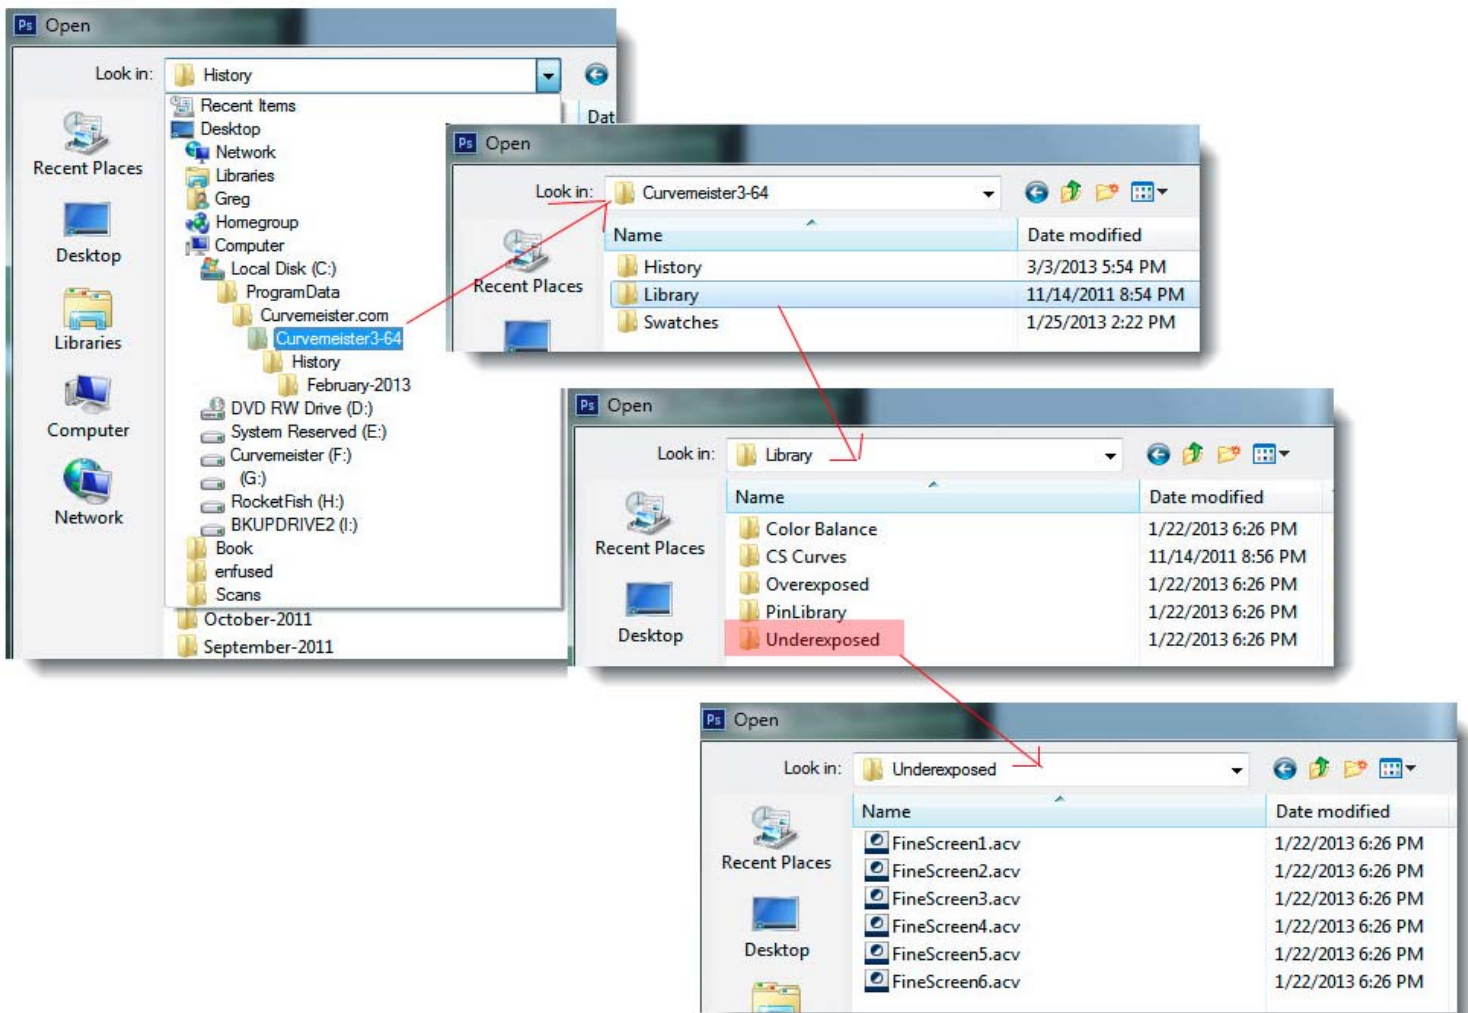 Ps Open
Look in: History
Recent Items
Desktop
Network
Libraries
Greg
Homegroup
Computer
Local Disk (C:)
ProgramData
Curvemeister.com
Curvemeister3-64
History
February-2013
DVD RW Drive (D:)
System Reserved (E:)
Curvemeister (F:)
(G:)
RocketFish (H:)
BKUPDRIVE2 (I:)
Book
enfused
Scans
October-2011
September-2011
Recent Places
Desktop
Libraries
Computer
Network
Dat
Ps Open
Look in: Curvemeister3-64
Name Date modified
History 3/3/2013 5:54 PM
Library 11/14/2011 8:54 PM
Swatches 1/25/2013 2:22 PM
Recent Places
Ps Open
Look in: Library
Name Date modified
Color Balance 1/22/2013 6:26 PM
CS Curves 11/14/2011 8:56 PM
Overexposed 1/22/2013 6:26 PM
PinLibrary 1/22/2013 6:26 PM
Underexposed 1/22/2013 6:26 PM
Recent Places
Desktop
Ps Open
Look in: Underexposed
Name Date modified
FineScreen1.acv 1/22/2013 6:26 PM
FineScreen2.acv 1/22/2013 6:26 PM
FineScreen3.acv 1/22/2013 6:26 PM
FineScreen4.acv 1/22/2013 6:26 PM
FineScreen5.acv 1/22/2013 6:26 PM
FineScreen6.acv 1/22/2013 6:26 PM
Recent Places
Desktop